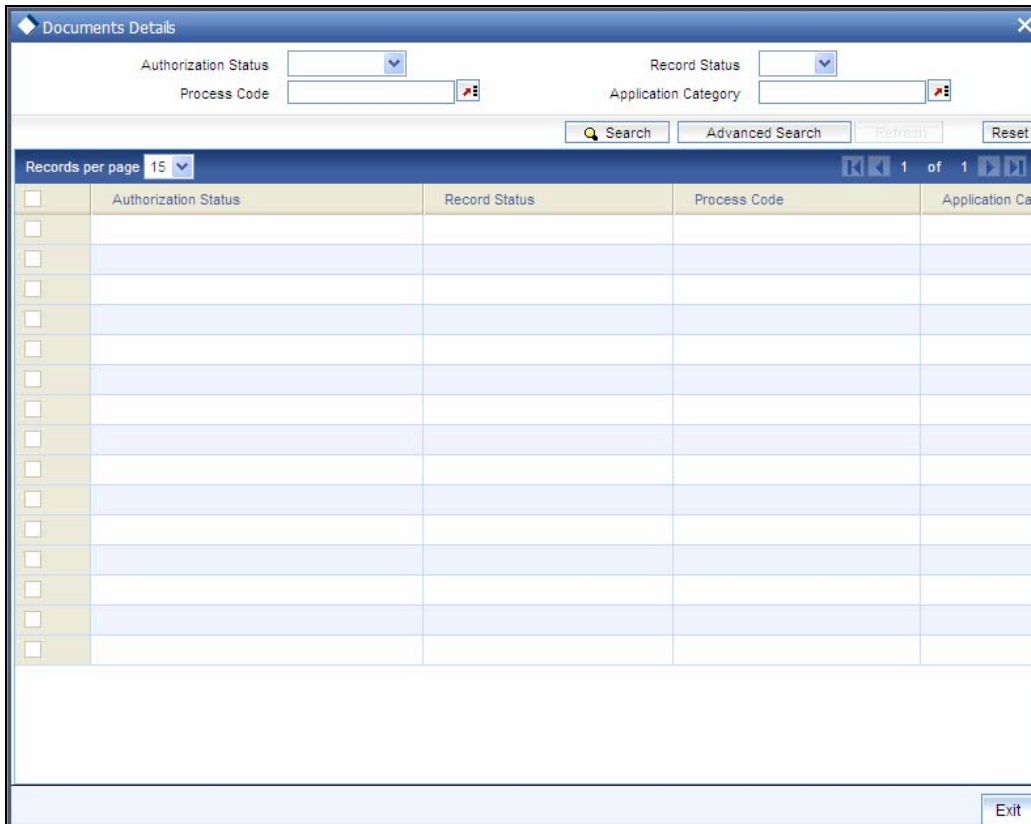 Documents Details
Authorization Status
Record Status
Process Code
Application Category
Search Advanced Search Refresh Reset
Records per page 15 1 of 1
Authorization Status Record Status Process Code Application Ca
Exit